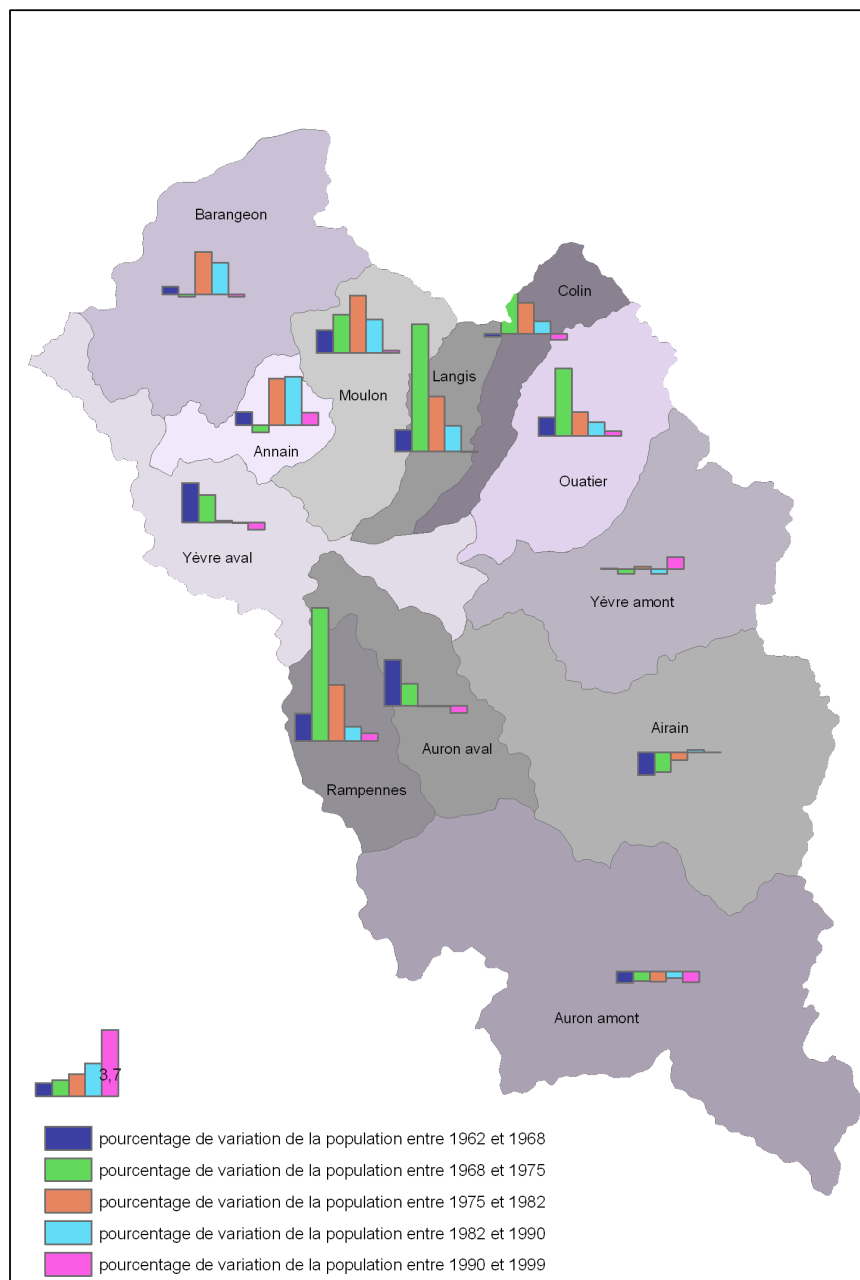 Barangeon
Colin
Langis
Moulon
Annain
Ouatier
Yèvre aval
Yèvre amont
Airain
Auron aval
Rampennes
Auron amont
3,7
pourcentage de variation de la population entre 1962 et 1968
pourcentage de variation de la population entre 1968 et 1975
pourcentage de variation de la population entre 1975 et 1982
pourcentage de variation de la population entre 1982 et 1990
pourcentage de variation de la population entre 1990 et 1999